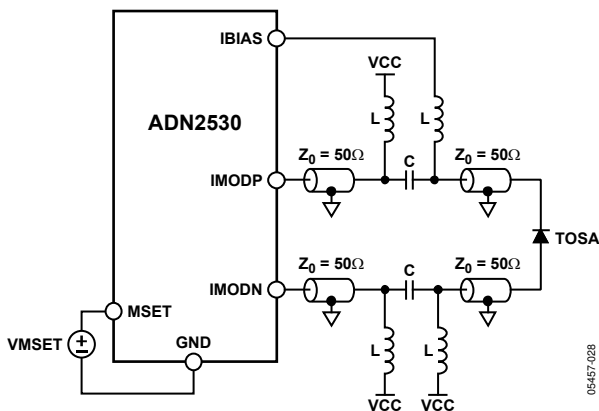 IBIAS
VCC
ADN2530
L
L
Z0 = 50Ω
C
Z0 = 50Ω
IMODP
TOSA
Z0 = 50Ω
C
Z0 = 50Ω
IMODN
MSET
VMSET
GND
L
L
VCC
VCC
05457-028